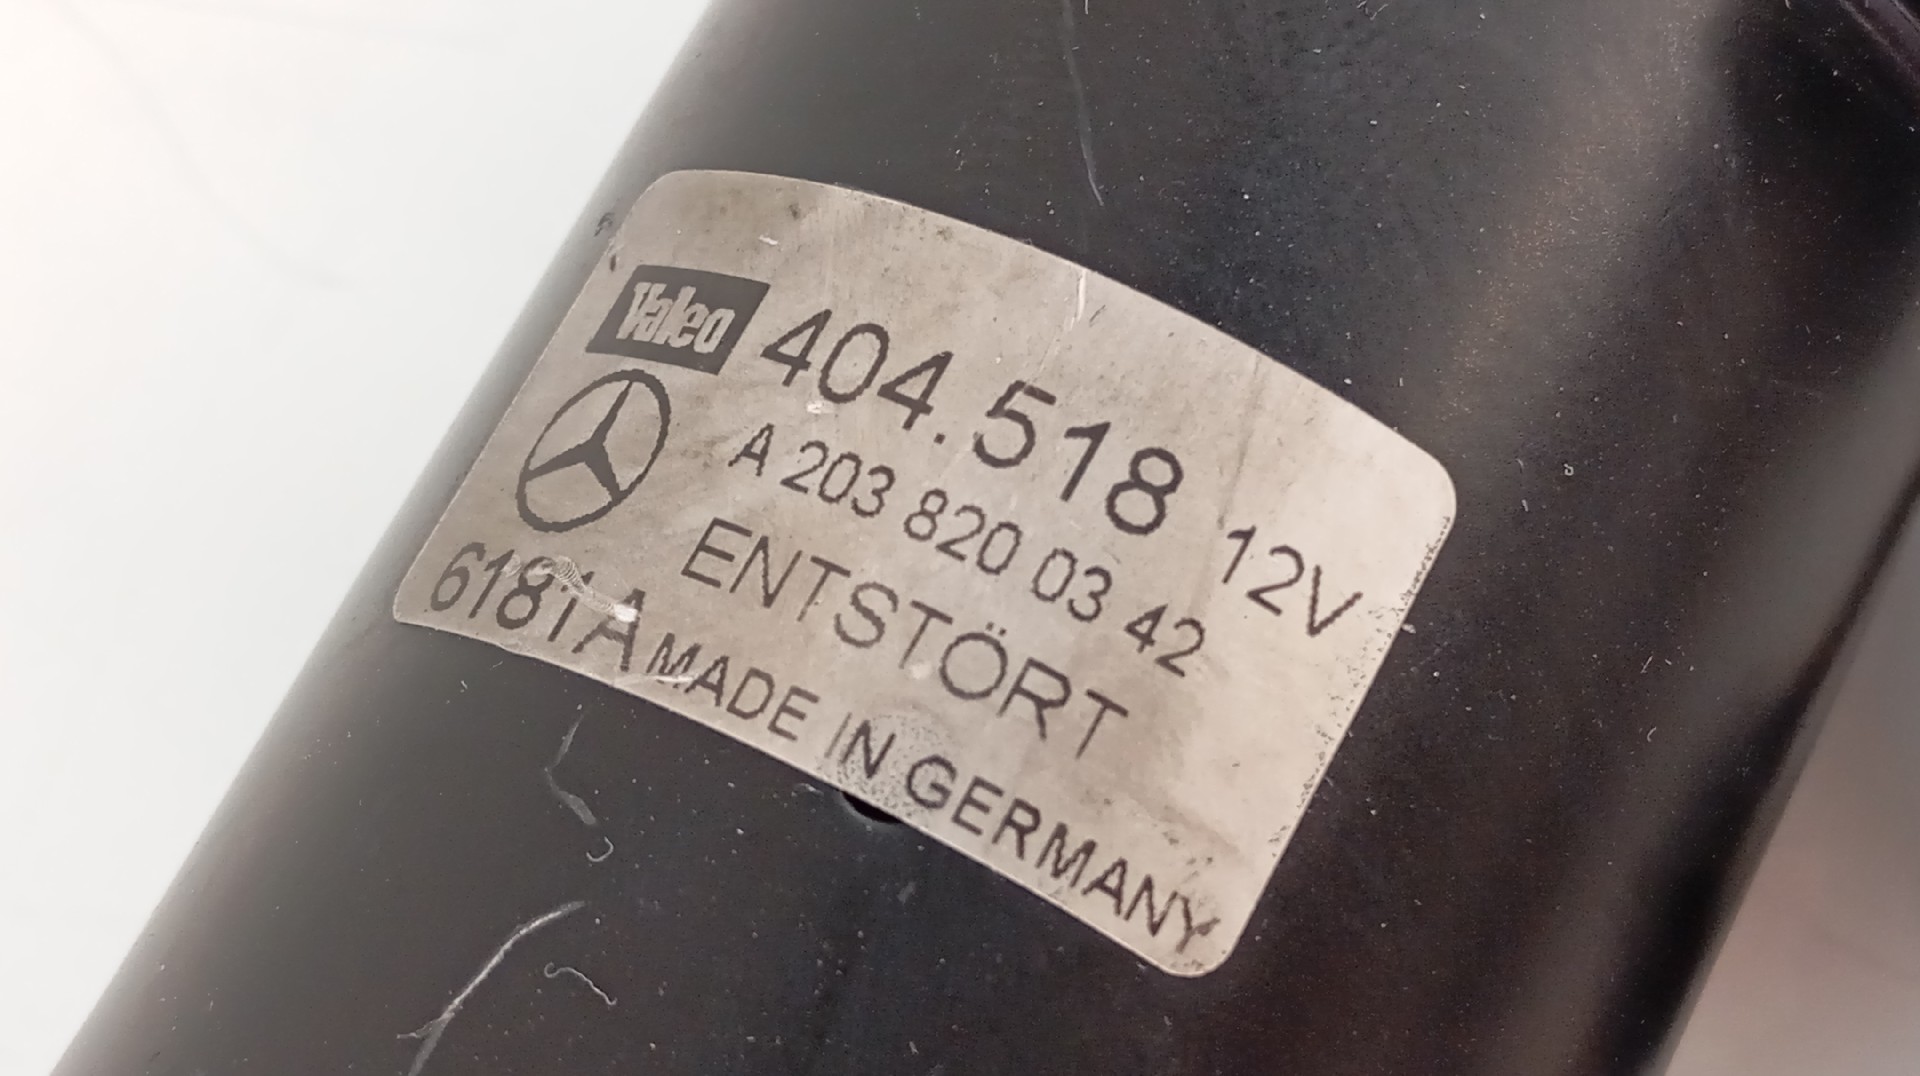 Valeo 404.518 12V
A 203 820 03 42
ENTSTÖRT
6181A MADE IN GERMANY